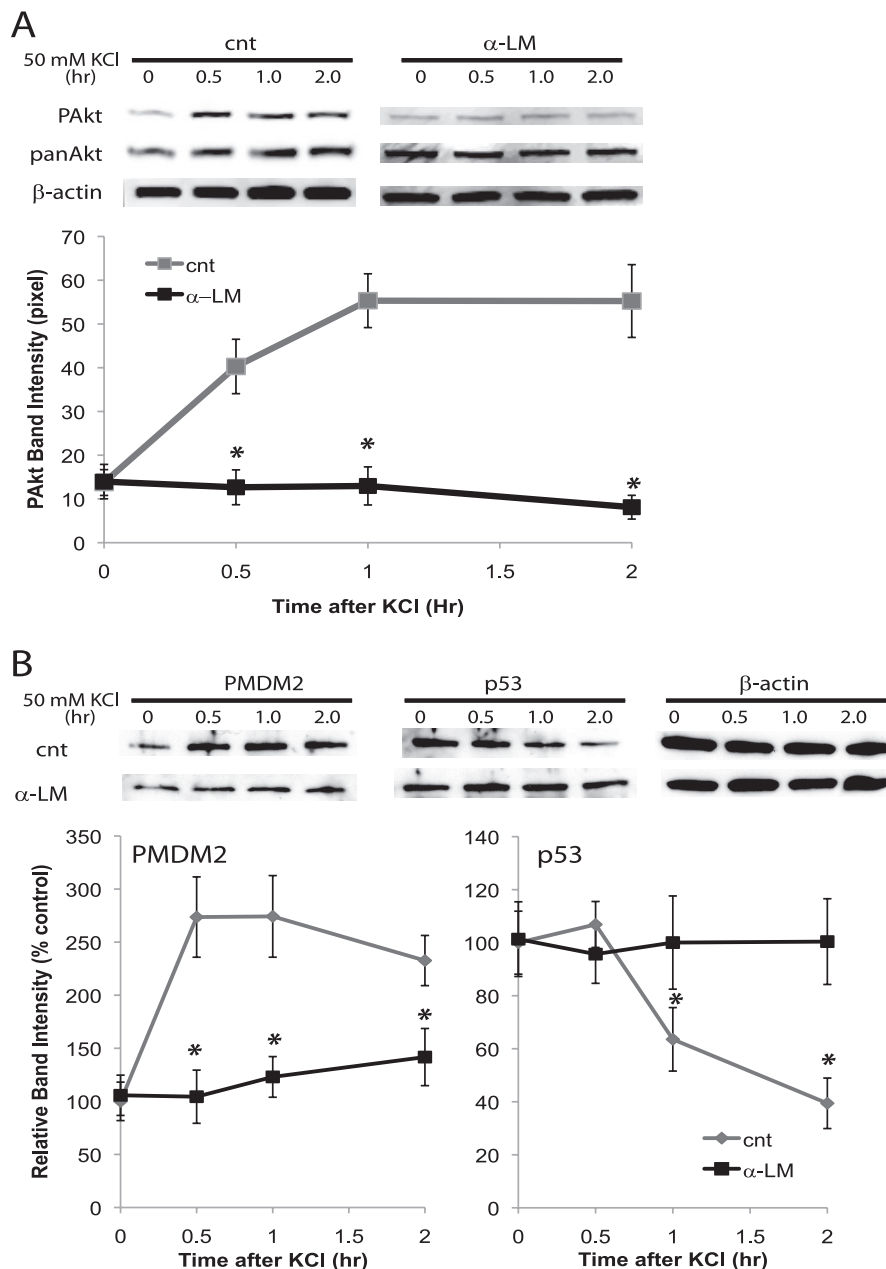 A
cnt α-LM
50 mM KCl
(hr) 0 0.5 1.0 2.0 0 0.5 1.0 2.0
PAkt
panAkt
β-actin
70
60
50
40
30
20
10
0
PAkt Band Intensity (pixel)
cnt
α–LM
*
*
*
0 0.5 1 1.5 2
Time after KCl (Hr)
B
PMDM2 p53 β-actin
50 mM KCl
(hr) 0 0.5 1.0 2.0 0 0.5 1.0 2.0 0 0.5 1.0 2.0
cnt
α-LM
PMDM2
350
300
250
200
150
100
50
0
Relative Band Intensity (% control)
*
*
*
0 0.5 1 1.5 2
Time after KCl (hr)
p53
140
120
100
80
60
40
20
0
*
*
cnt
α-LM
0 0.5 1 1.5 2
Time after KCl (hr)